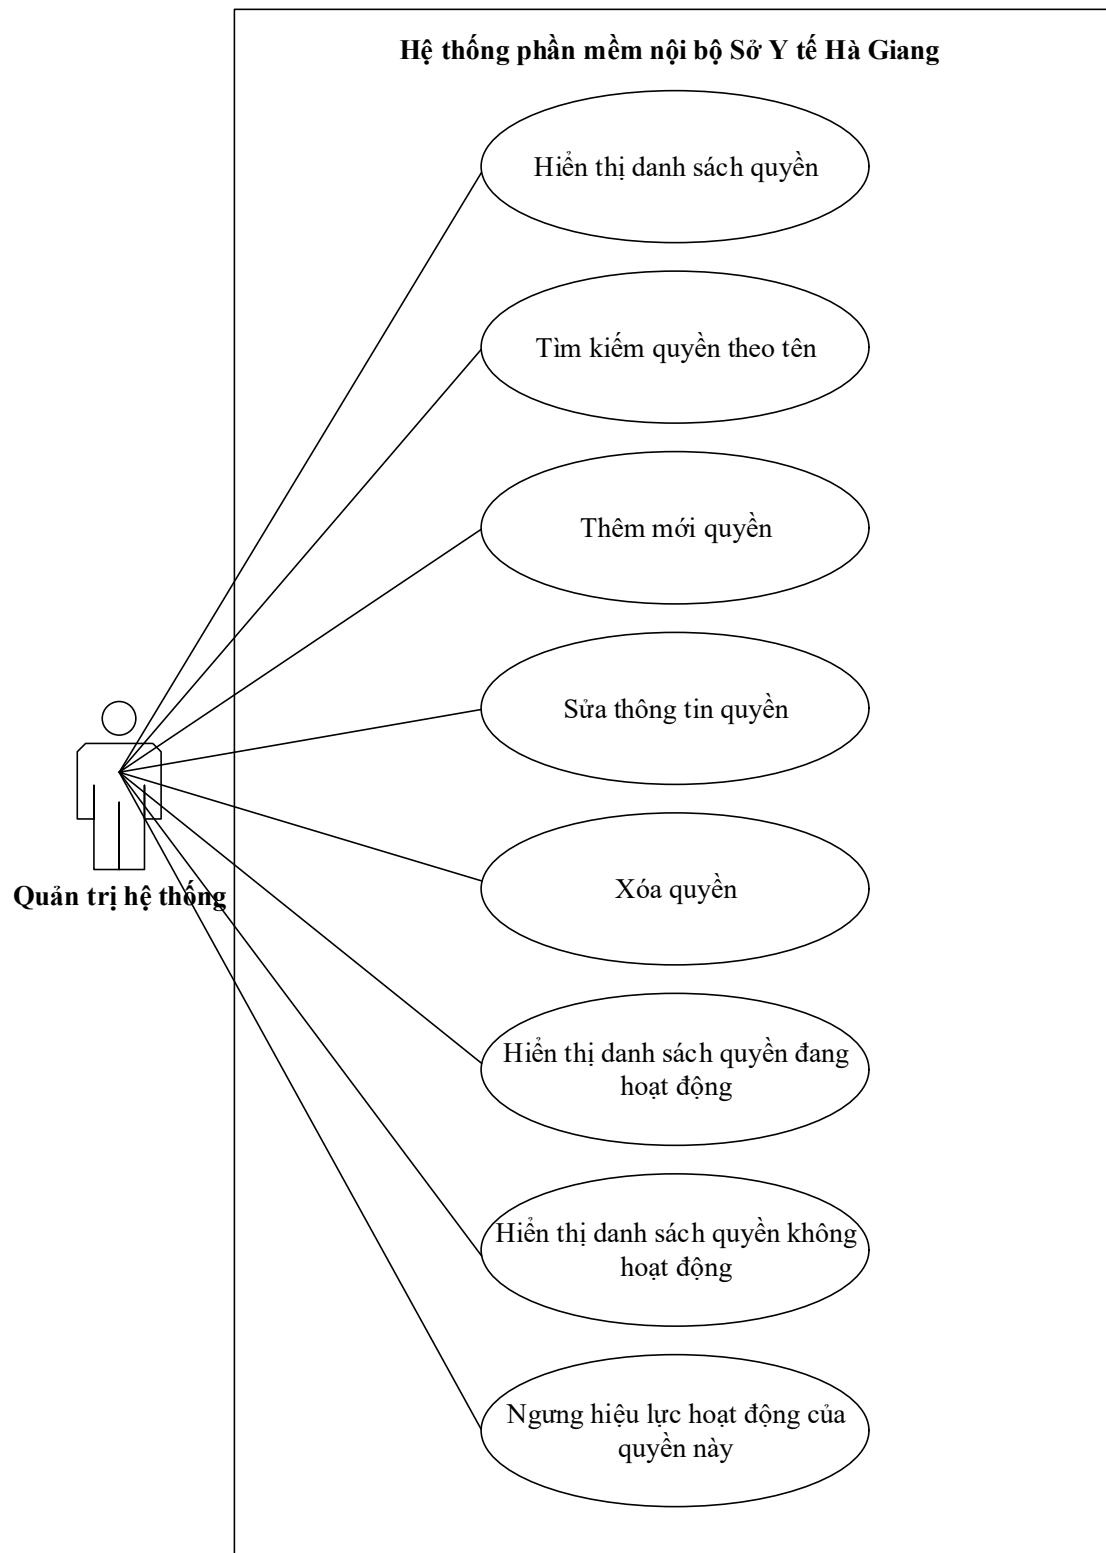 Hệ thống phần mềm nội bộ Sở Y tế Hà Giang
Hiển thị danh sách quyền
Tìm kiếm quyền theo tên
Thêm mới quyền
Sửa thông tin quyền
Xóa quyền
Quản trị hệ thống
Hiển thị danh sách quyền đang
hoạt động
Hiển thị danh sách quyền không
hoạt động
Ngưng hiệu lực hoạt động của
quyền này